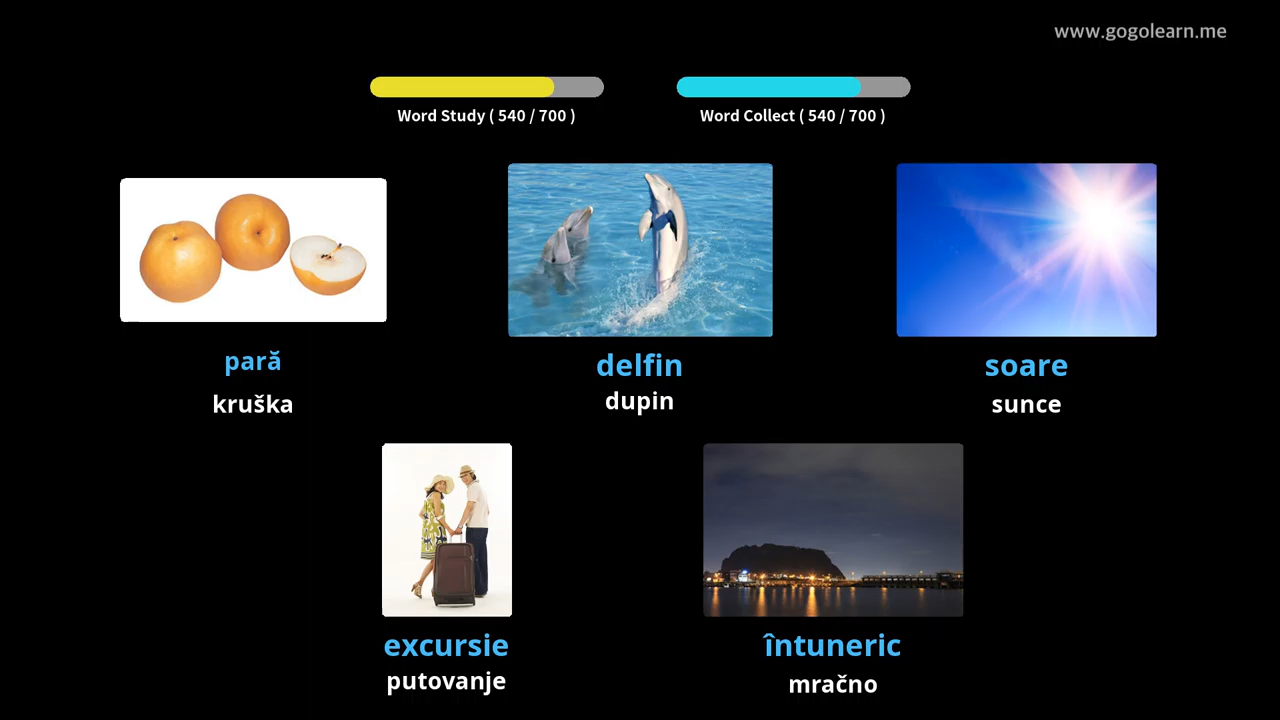 www.gogolearn.me
Word Study ( 540 / 700 )
Word Collect ( 540 / 700 )
pară
kruška
delfin
dupin
soare
sunce
excursie
putovanje
întuneric
mračno